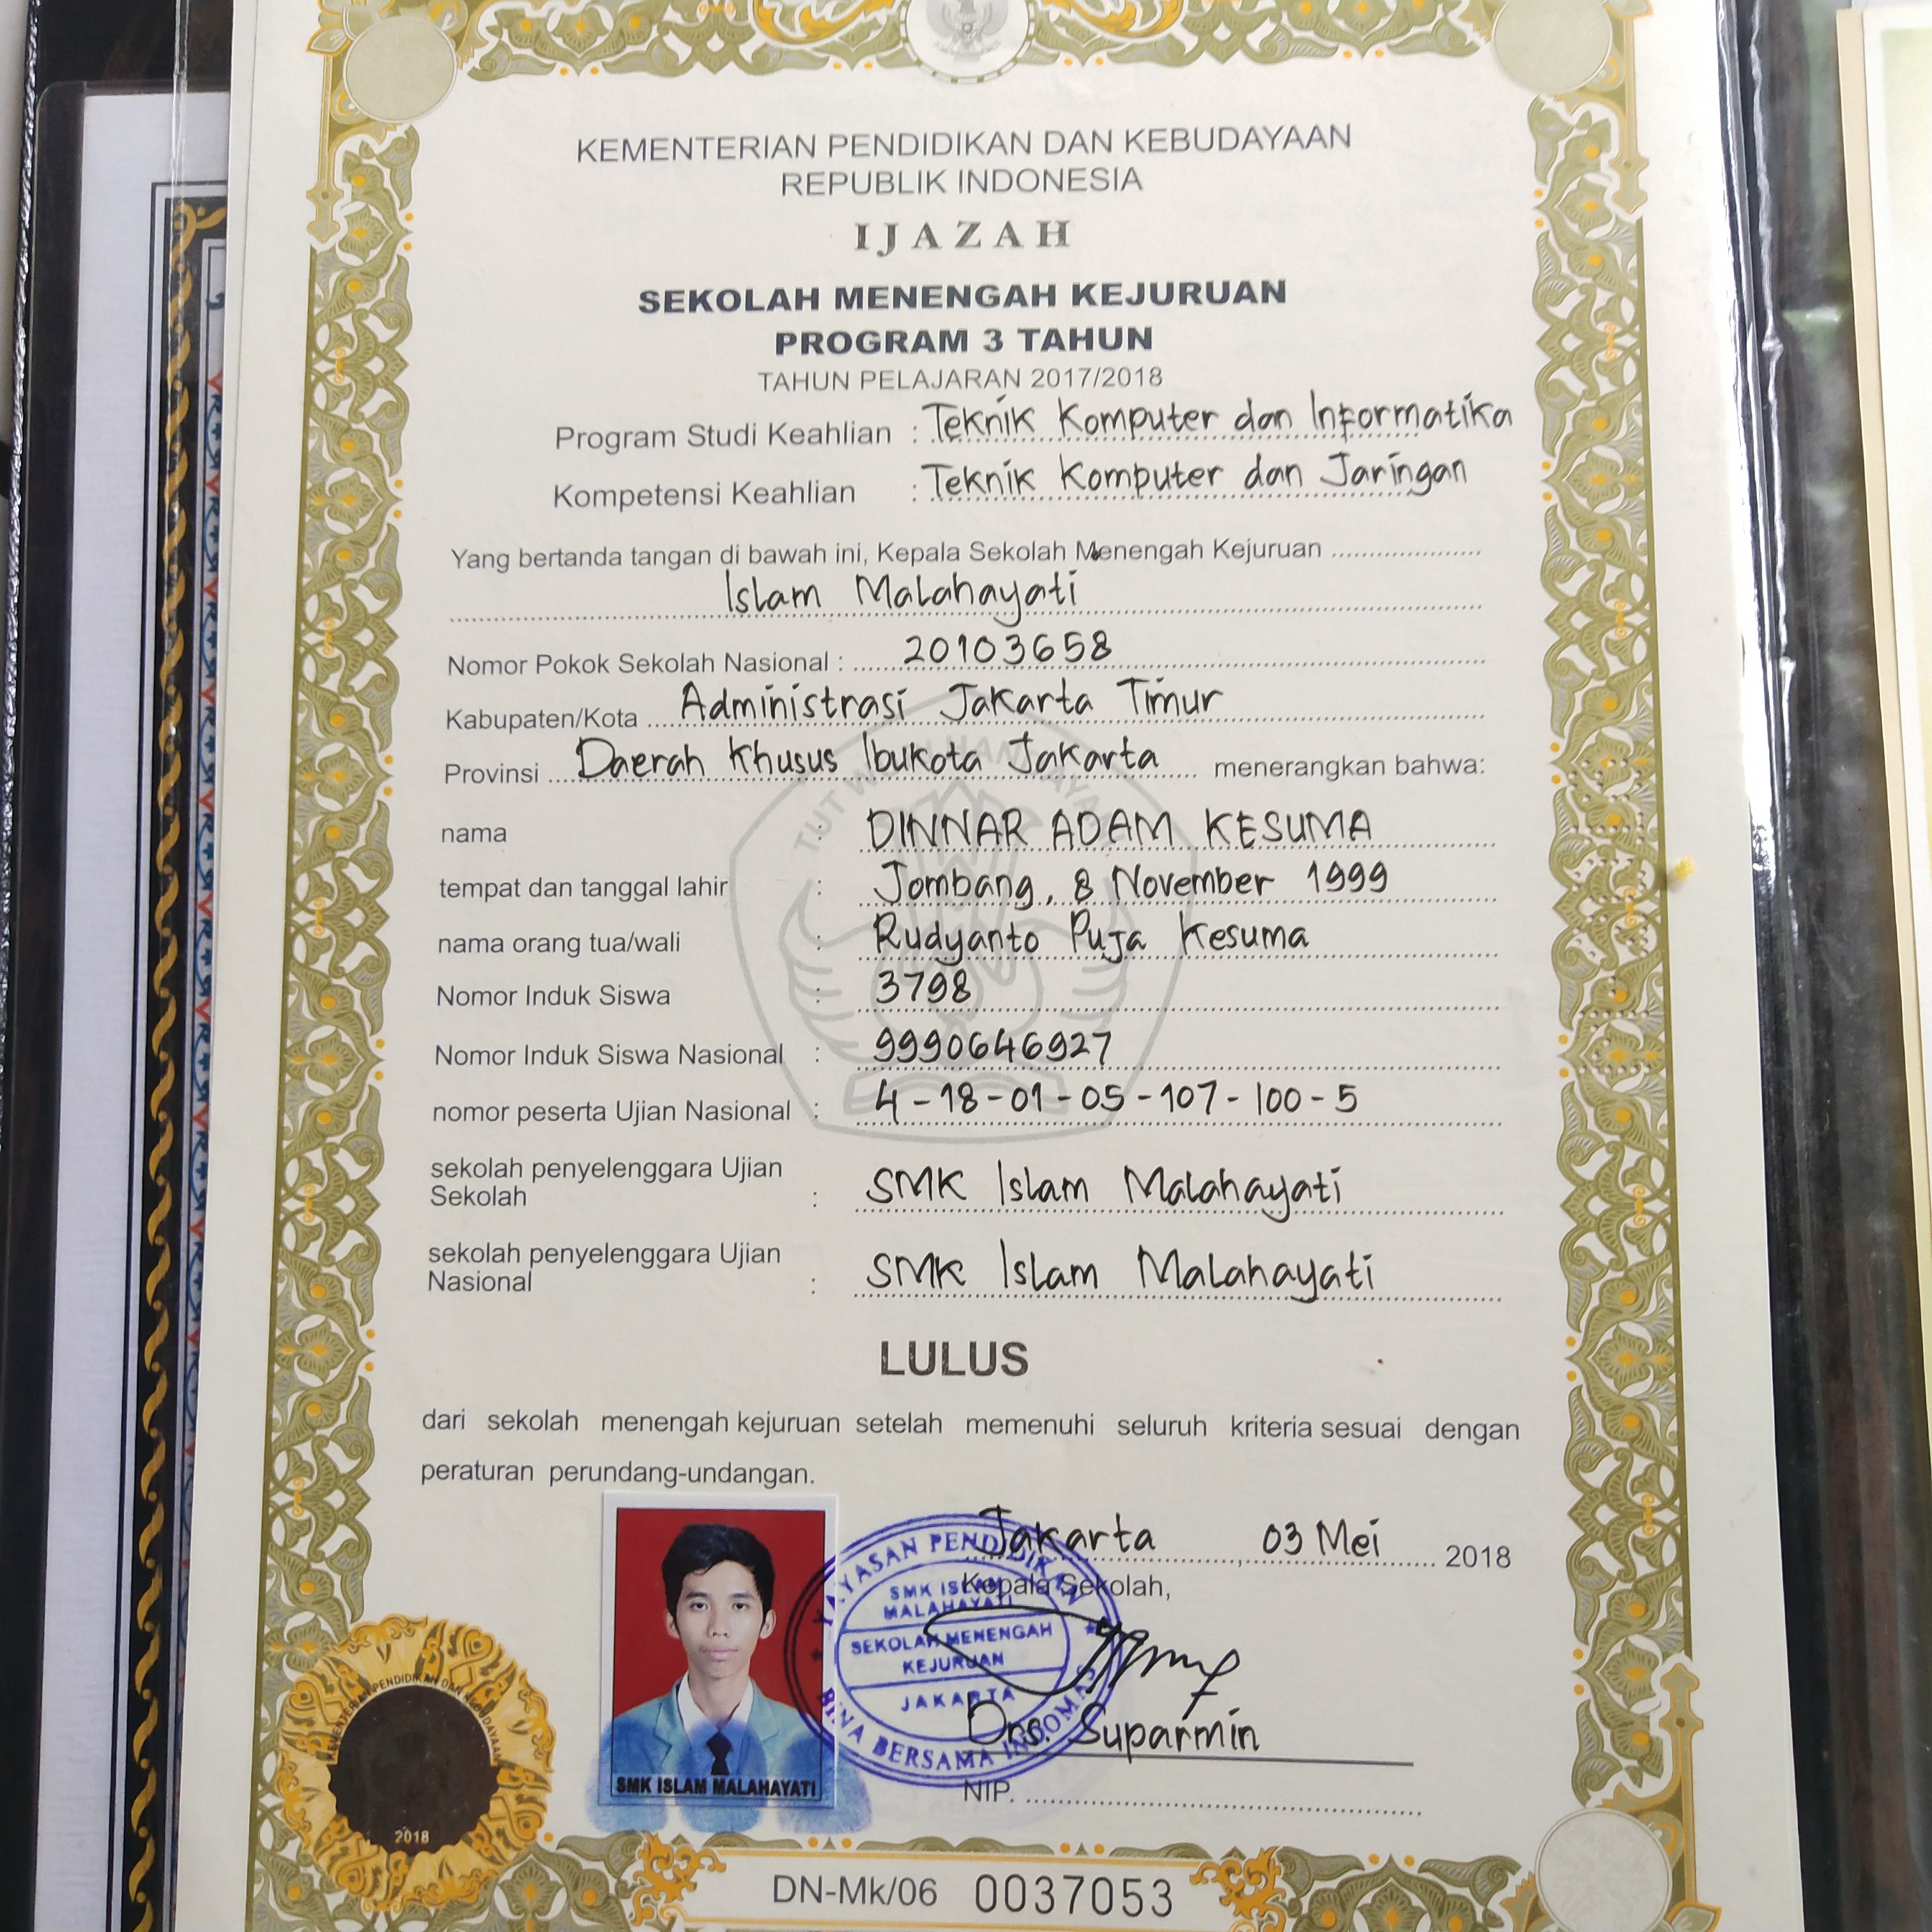 KEMENTERIAN PENDIDIKAN DAN KEBUDAYAAN
REPUBLIK INDONESIA
IJAZAH
SEKOLAH MENENGAH KEJURUAN
PROGRAM 3 TAHUN
TAHUN PELAJARAN 2017/2018
Program Studi Keahlian : Teknik Komputer dan Informatika
Kompetensi Keahlian : Teknik Komputer dan Jaringan
Yang bertanda tangan di bawah ini, Kepala Sekolah Menengah Kejuruan
Islam Malahayati
Nomor Pokok Sekolah Nasional : 20103658
Kabupaten/Kota Administrasi Jakarta Timur
Provinsi Daerah Khusus Ibukota Jakarta menerangkan bahwa:
nama : DINNAR ADAM KESUMA
tempat dan tanggal lahir : Jombang, 8 November 1999
nama orang tua/wali : Rudyanto Puja Kesuma
Nomor Induk Siswa : 3798
Nomor Induk Siswa Nasional : 9990646927
nomor peserta Ujian Nasional : 4-18-01-05-107-100-5
sekolah penyelenggara Ujian
Sekolah : SMK Islam Malahayati
sekolah penyelenggara Ujian
Nasional : SMK Islam Malahayati
LULUS
dari sekolah menengah kejuruan setelah memenuhi seluruh kriteria sesuai dengan
peraturan perundang-undangan.
Jakarta, 03 Mei 2018
Kepala Sekolah,
YAYASAN PENDIDIKAN
SMK ISLAM
MALAHAYATI
SEKOLAH MENENGAH
KEJURUAN
JAKARTA
BINA BERSAMA INDOMAS
Drs. Suparmin
NIP.
SMK ISLAM MALAHAYATI
KEMENTERIAN PENDIDIKAN DAN KEBUDAYAAN
2018
DN-Mk/06 0037053